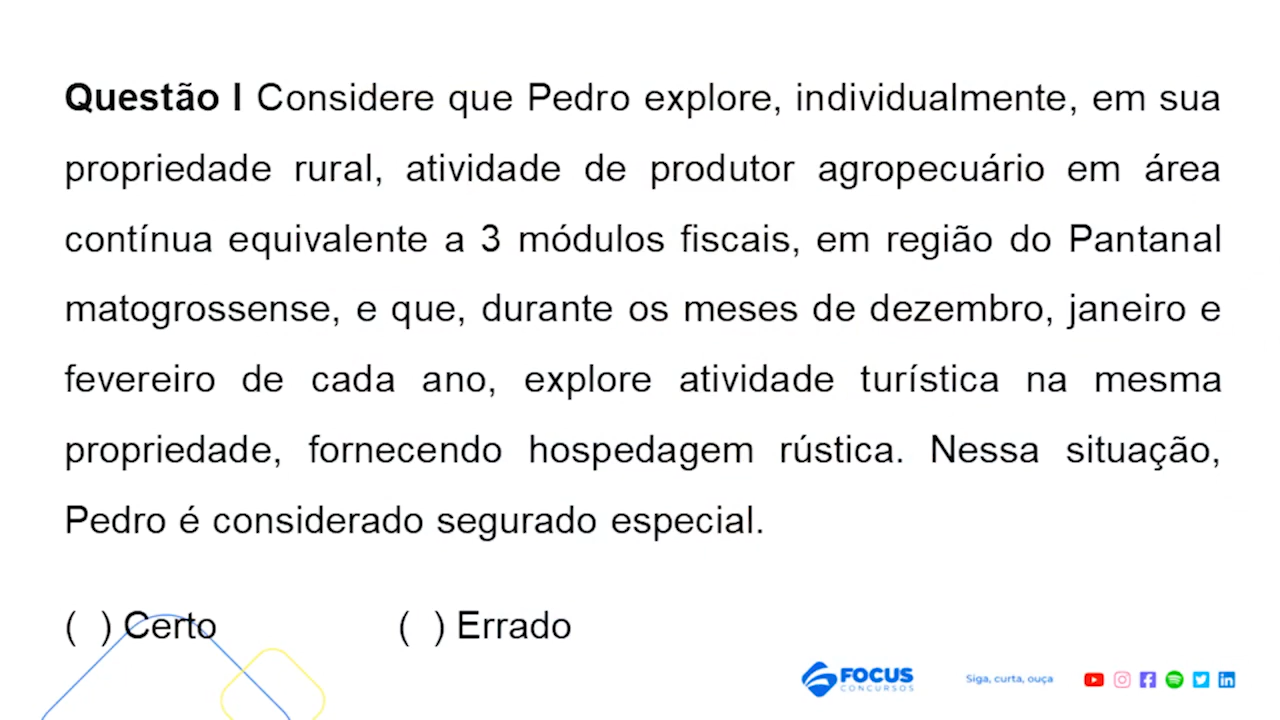 Questão I Considere que Pedro explore, individualmente, em sua
propriedade rural, atividade de produtor agropecuário em área
contínua equivalente a 3 módulos fiscais, em região do Pantanal
matogrossense, e que, durante os meses de dezembro, janeiro e
fevereiro de cada ano, explore atividade turística na mesma
propriedade, fornecendo hospedagem rústica. Nessa situação,
Pedro é considerado segurado especial.
( ) Certo ( ) Errado
FOCUS
CONCURSOS
Siga, curta, ouça